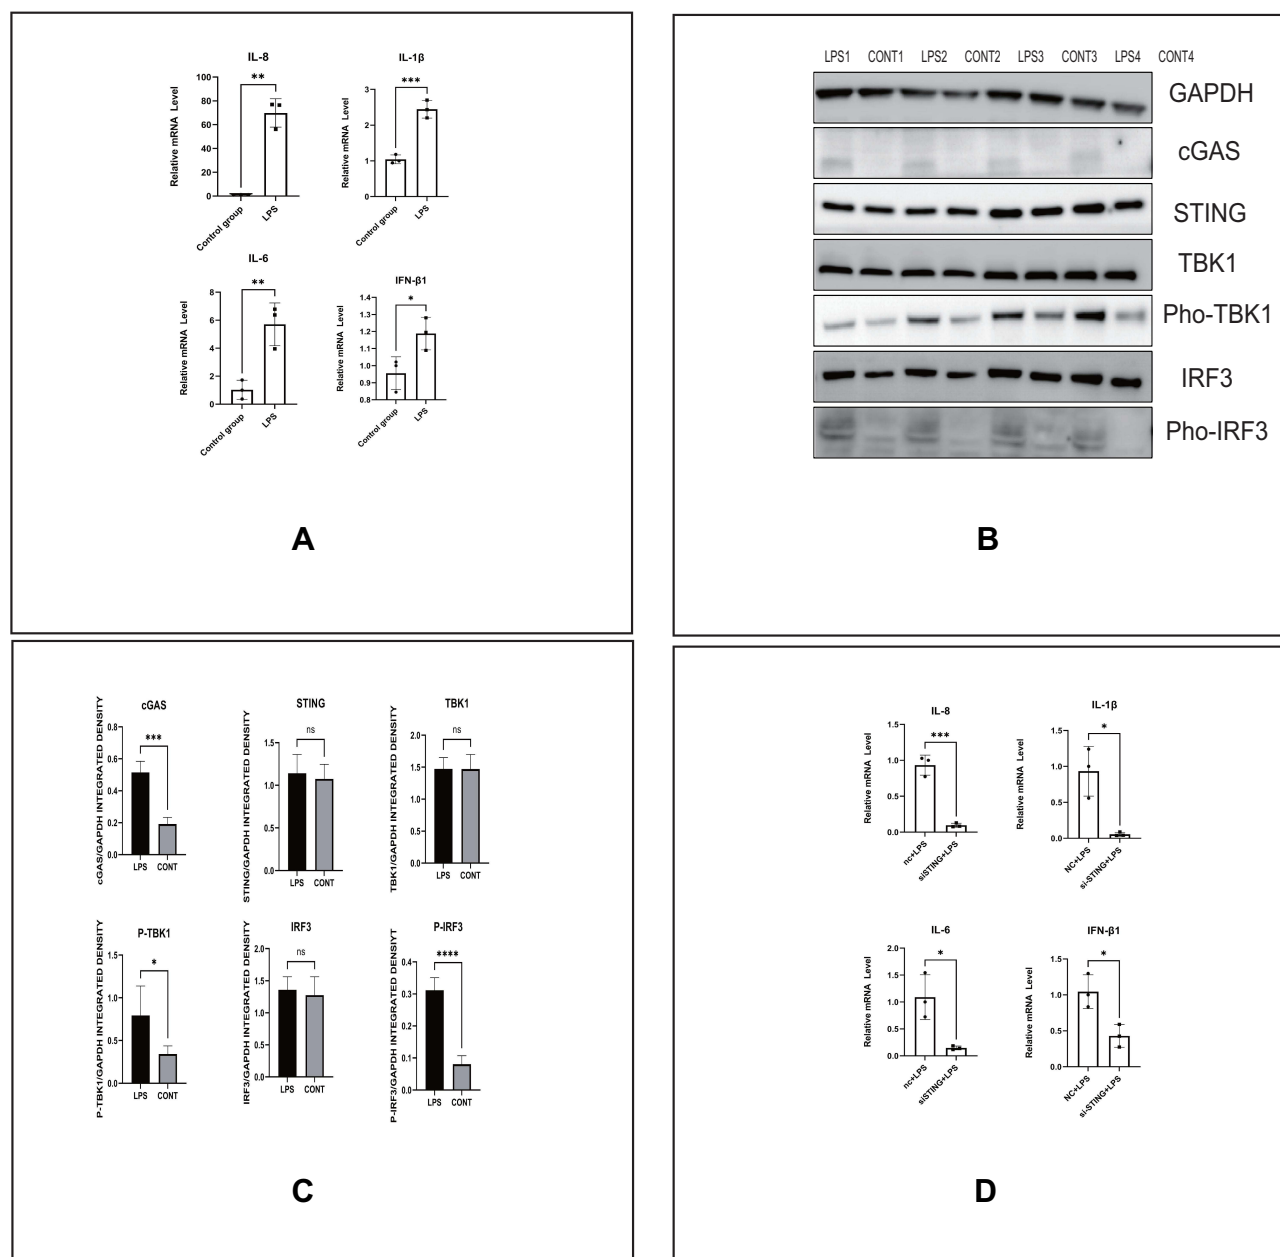 IL-8
**
Relative mRNA Level
100
80
60
40
20
0
Control group
LPS
IL-1β
***
Relative mRNA Level
3
2
1
0
Control group
LPS
IL-6
**
Relative mRNA Level
8
6
4
2
0
Control group
LPS
IFN-β1
*
Relative mRNA Level
1.4
1.3
1.2
1.1
1.0
0.9
0.8
Control group
LPS
A
LPS1 CONT1 LPS2 CONT2 LPS3 CONT3 LPS4 CONT4
GAPDH
cGAS
STING
TBK1
Pho-TBK1
IRF3
Pho-IRF3
B
cGAS
***
cGAS/GAPDH INTEGRATED DENSITY
0.8
0.6
0.4
0.2
0.0
LPS CONT
STING
ns
STING/GAPDH INTEGRATED DENSITY
1.5
1.0
0.5
0.0
LPS CONT
TBK1
ns
TBK1/GAPDH INTEGRATED DENSITY
2.0
1.5
1.0
0.5
0.0
LPS CONT
P-TBK1
*
P-TBK1/GAPDH INTEGRATED DENSITY
1.5
1.0
0.5
0.0
LPS CONT
IRF3
ns
IRF3/GAPDH INTEGRATED DENSITY
2.0
1.5
1.0
0.5
0.0
LPS CONT
P-IRF3
****
P-IRF3/GAPDH INTEGRATED DENSITYT
0.4
0.3
0.2
0.1
0.0
LPS CONT
C
IL-8
***
Relative mRNA Level
1.5
1.0
0.5
0.0
nc+LPS
siSTING+LPS
IL-1β
*
Relative mRNA Level
1.5
1.0
0.5
0.0
NC+LPS
si-STING+LPS
IL-6
*
Relative mRNA Level
2.0
1.5
1.0
0.5
0.0
nc+LPS
siSTING+LPS
IFN-β1
*
Relative mRNA Level
1.5
1.0
0.5
0.0
NC+LPS
si-STING+LPS
D